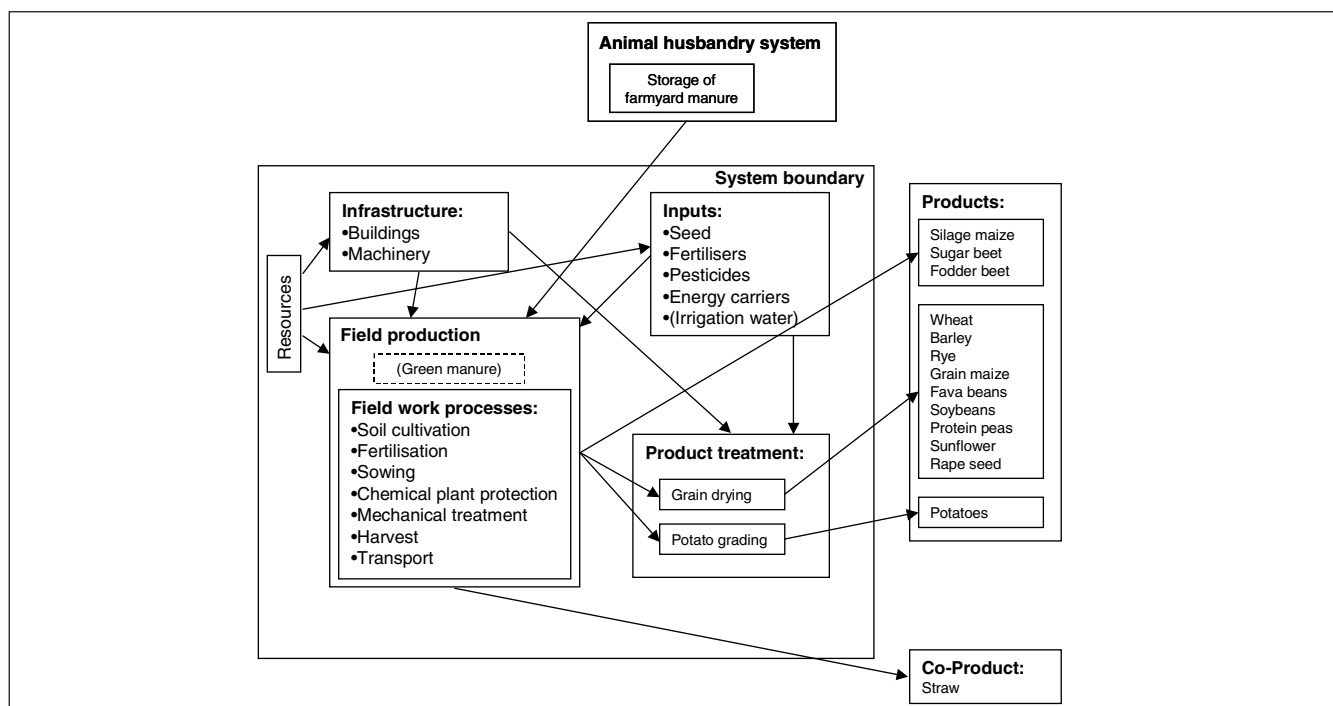 Animal husbandry system
Storage of
farmyard manure
System boundary
Infrastructure:
•Buildings
•Machinery
Inputs:
•Seed
•Fertilisers
•Pesticides
•Energy carriers
•(Irrigation water)
Resources
Field production
(Green manure)
Field work processes:
•Soil cultivation
•Fertilisation
•Sowing
•Chemical plant protection
•Mechanical treatment
•Harvest
•Transport
Product treatment:
Grain drying
Potato grading
Products:
Silage maize
Sugar beet
Fodder beet
Wheat
Barley
Rye
Grain maize
Fava beans
Soybeans
Protein peas
Sunflower
Rape seed
Potatoes
Co-Product:
Straw